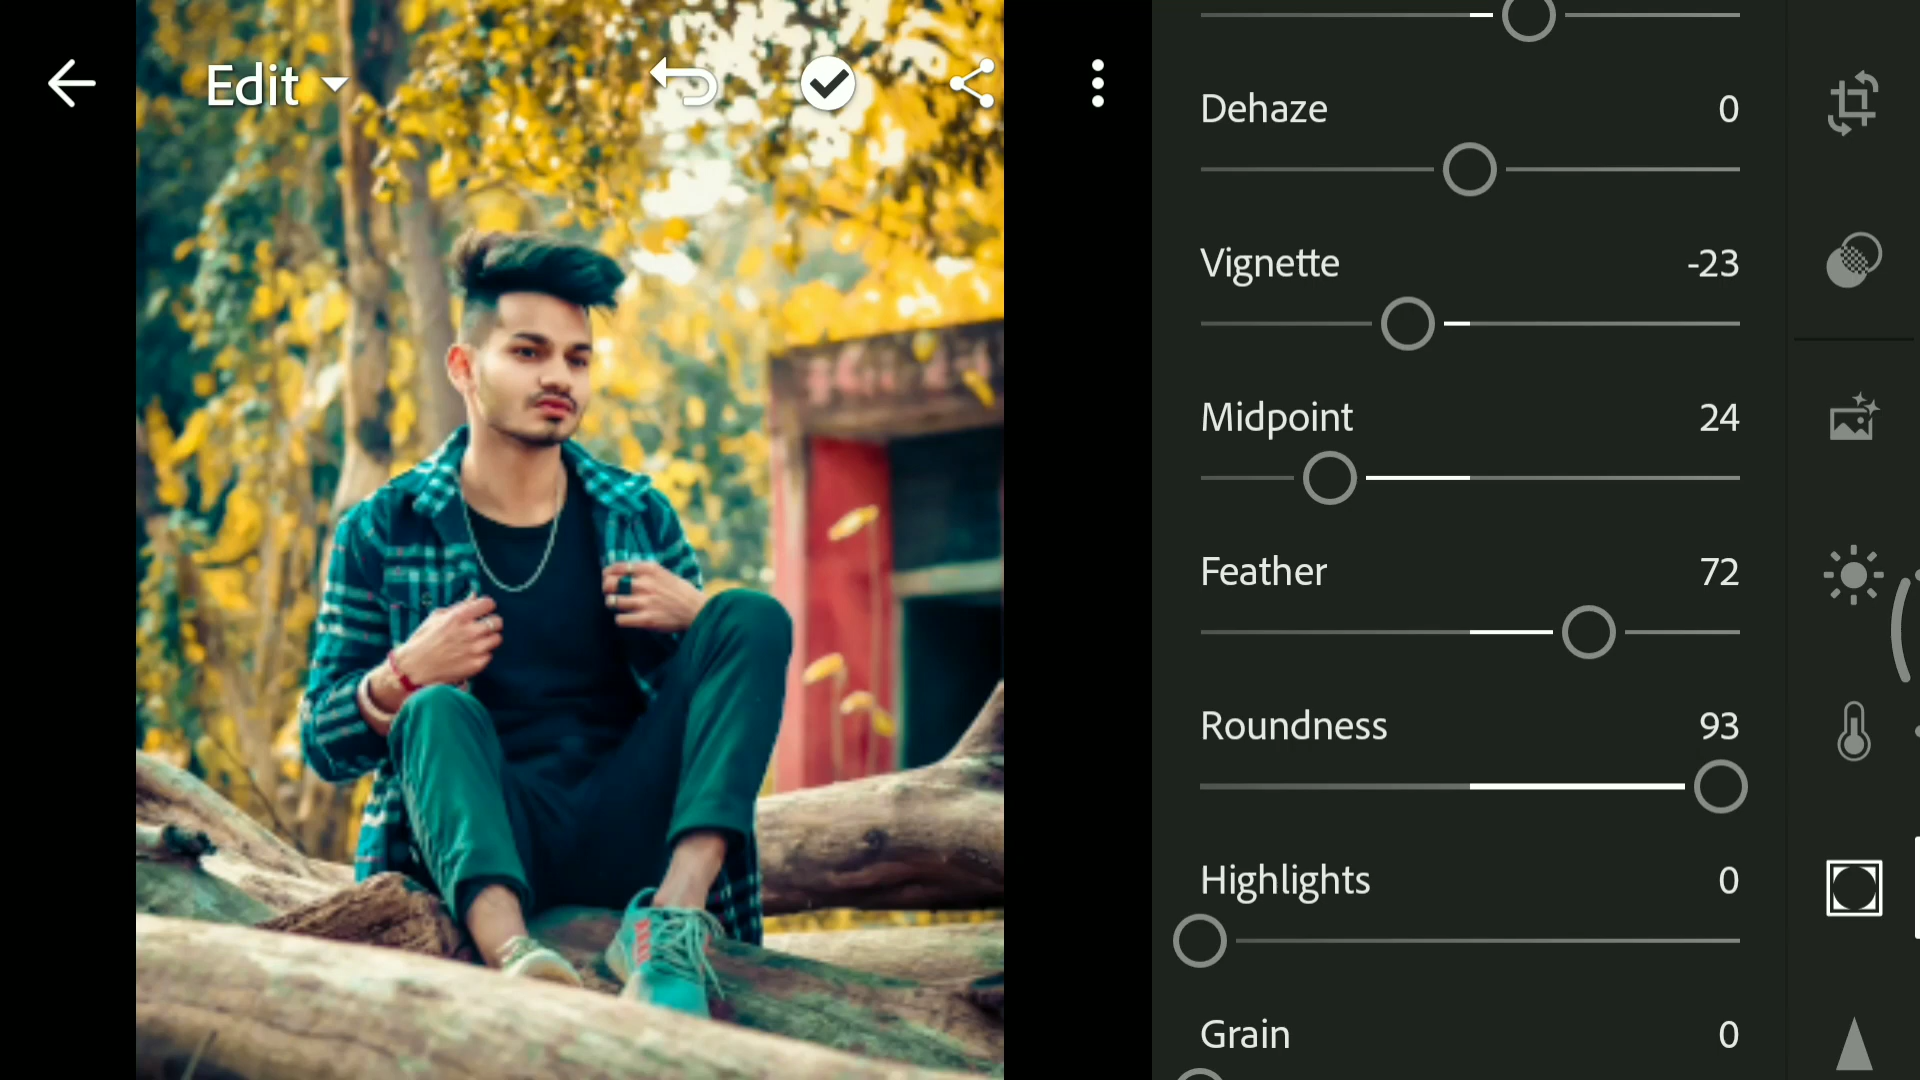 Edit
Dehaze 0
Vignette -23
Midpoint 24
Feather 72
Roundness 93
Highlights 0
Grain 0